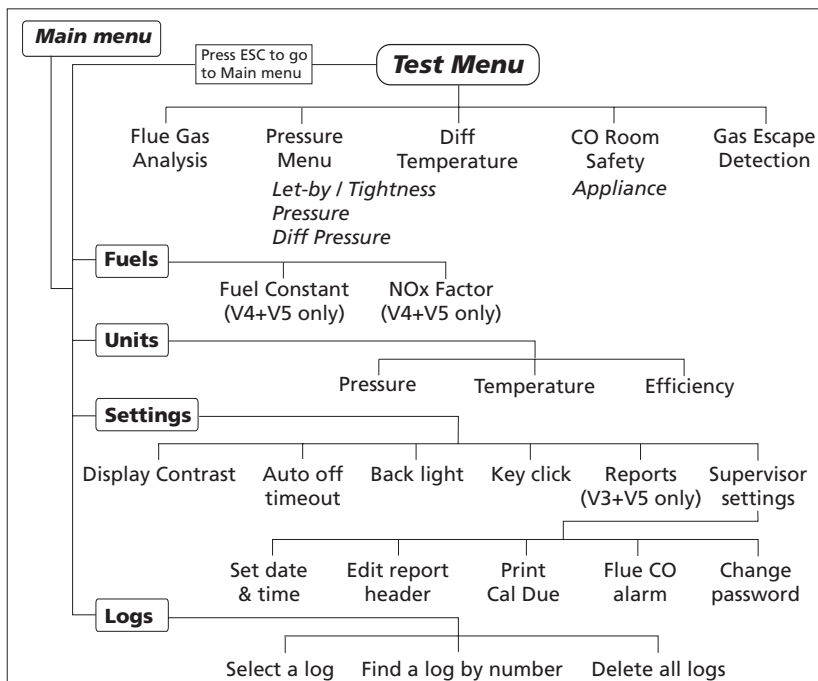 Main menu
Press ESC to go
to Main menu
Test Menu
Flue Gas
Analysis
Pressure
Menu
Let-by / Tightness
Pressure
Diff Pressure
Diff
Temperature
CO Room
Safety
Appliance
Gas Escape
Detection
Fuels
Fuel Constant
(V4+V5 only)
NOx Factor
(V4+V5 only)
Units
Pressure
Temperature
Efficiency
Settings
Display Contrast
Auto off
timeout
Back light
Key click
Reports
(V3+V5 only)
Supervisor
settings
Set date
& time
Edit report
header
Print
Cal Due
Flue CO
alarm
Change
password
Logs
Select a log
Find a log by number
Delete all logs